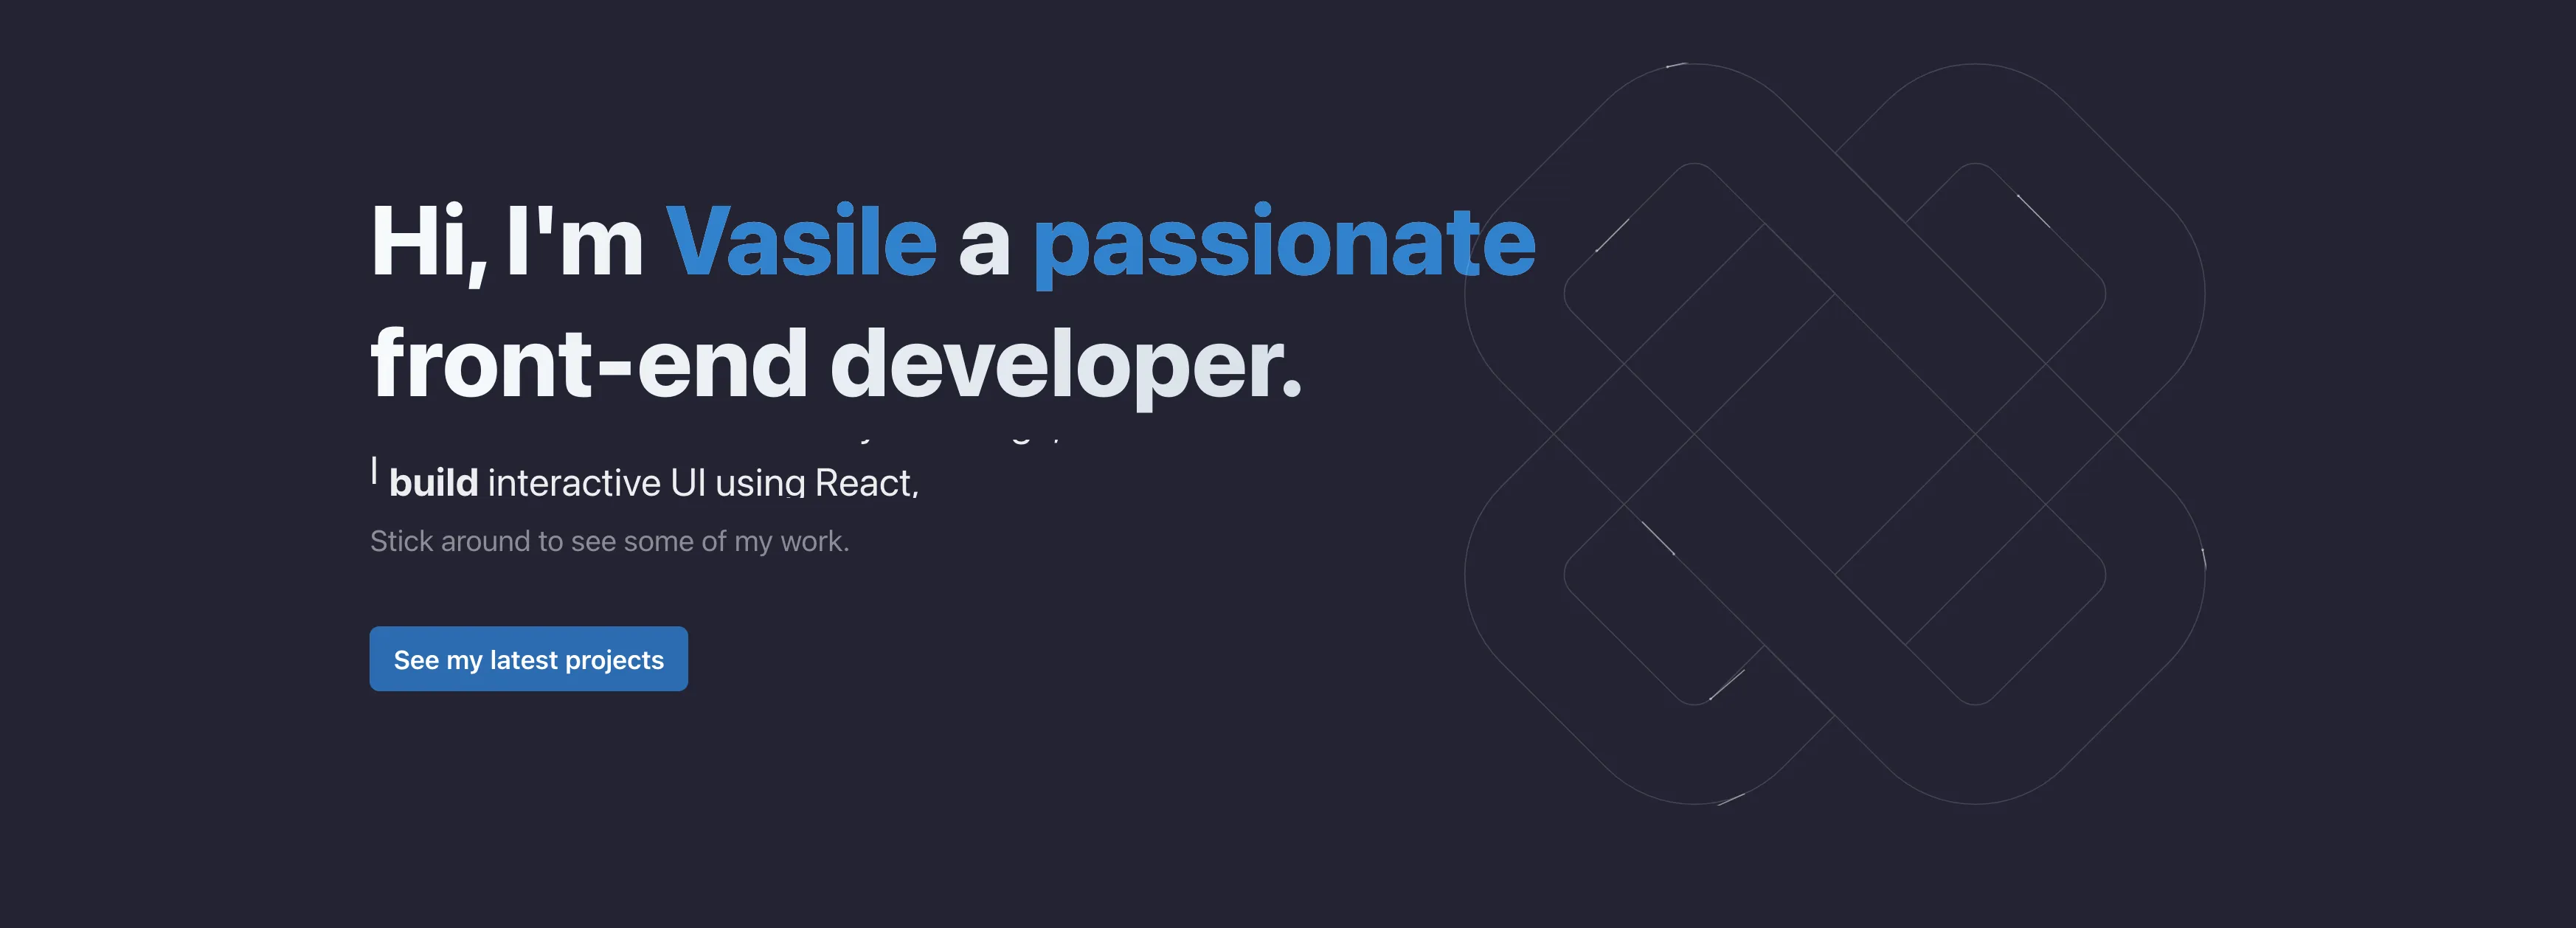 Hi, I'm Vasile a passionate
front-end developer.
I build interactive UI using React,
Stick around to see some of my work.
See my latest projects